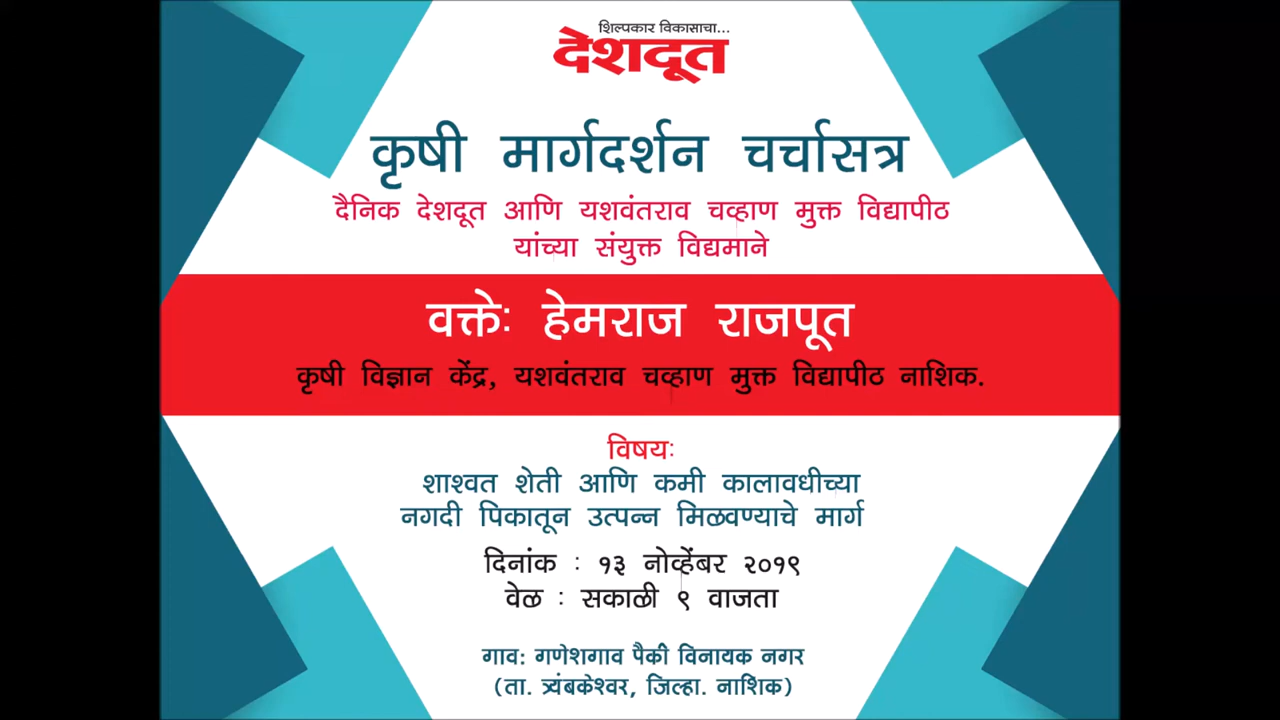 शिल्पकार विकासाचा...
देशदूत
कृषी मार्गदर्शन चर्चासत्र
दैनिक देशदूत आणि यशवंतराव चव्हाण मुक्त विद्यापीठ
यांच्या संयुक्त विद्यमाने
वक्तेः हेमराज राजपूत
कृषी विज्ञान केंद्र, यशवंतराव चव्हाण मुक्त विद्यापीठ नाशिक.
विषयः
शाश्वत शेती आणि कमी कालावधीच्या
नगदी पिकातून उत्पन्न मिळवण्याचे मार्ग
दिनांक : १३ नोव्हेंबर २०१९
वेळ : सकाळी ९ वाजता
गाव: गणेशगाव पैकी विनायक नगर
(ता. त्र्यंबकेश्वर, जिल्हा. नाशिक)